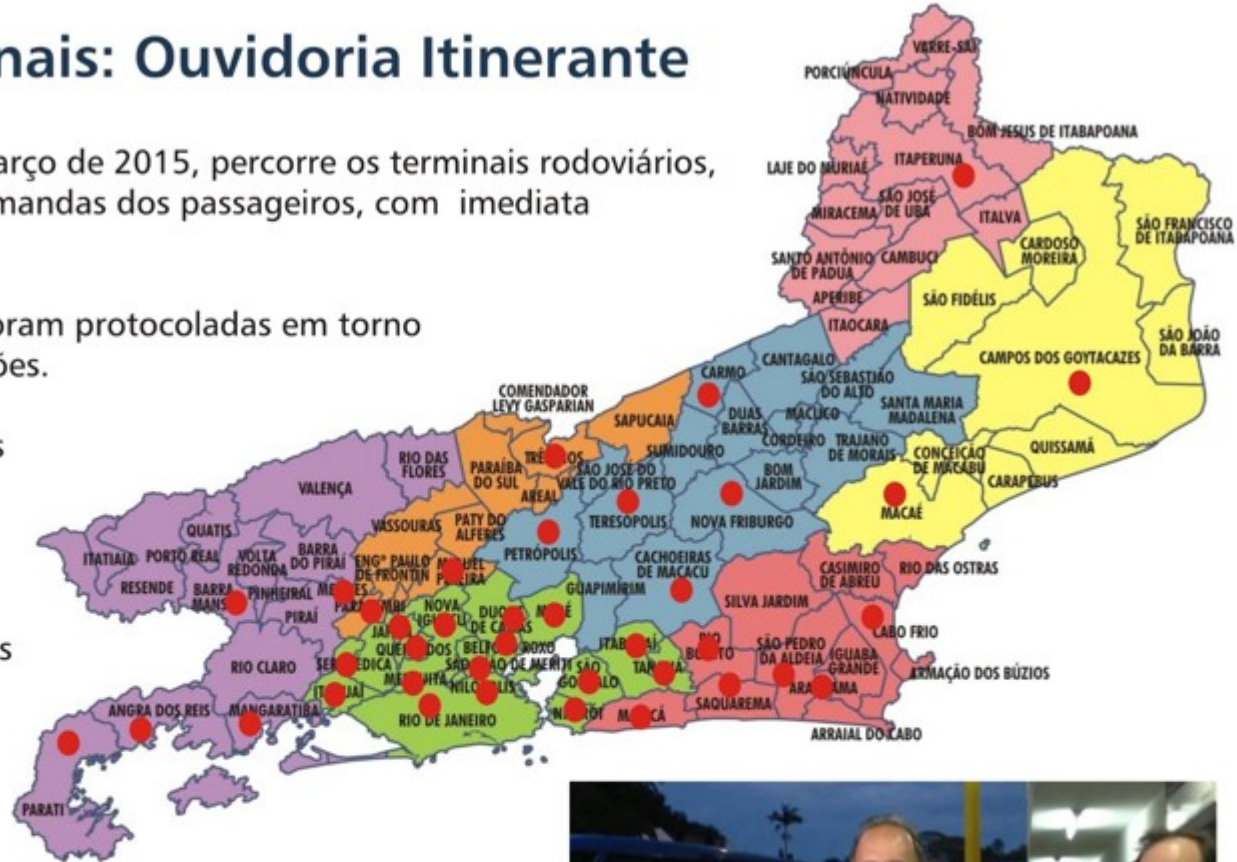 nais: Ouvidoria Itinerante
arço de 2015, percorre os terminais rodoviários,
mandas dos passageiros, com imediata
oram protocoladas em torno
ões.
s
s
VARRE-SAI
PORCIÚNCULA
NATIVIDADE
BOM JESUS DE ITABAPOANA
LAJE DO MURIAÉ
ITAPERUNA
MIRACEMA
SÃO JOSÉ
DE UBA
ITALVA
SÃO FRANCISCO
DE ITABAPOANA
CARDOSO
MOREIRA
SANTO ANTÔNIO
DE PADUA
CAMBUCI
APERIBE
SÃO FIDÉLIS
ITAOCARA
SÃO JOÃO
DA BARRA
CAMPOS DOS GOYTACAZES
CANTAGALO
CARMO
SÃO SEBASTIÃO
DO ALTO
COMENDADOR
LEVY GASPARIAN
SAPUCAIA
DUAS
BARRAS
MACUCO
SANTA MARIA
MADALENA
CORDEIRO
TRAJANO
DE MORAIS
SUMIDOURO
QUISSAMÃ
CONCEIÇÃO
DE MACABU
CARAPEBUS
RIO DAS
FLORES
PARAÍBA
DO SUL
SÃO JOSÉ DO
VALE DO RIO PRETO
BOM
JARDIM
VALENÇA
AREAL
MACAÉ
VASSOURAS
PATY DO
ALFERES
TERESÓPOLIS
NOVA FRIBURGO
QUATIS
PETRÓPOLIS
ITATIAIA
PORTO REAL
VOLTA
REDONDA
BARRA
DO PIRAÍ
ENGº PAULO
DE FRONTIN
CACHOEIRAS
DE MACACU
CASIMIRO
DE ABREU
RIO DAS OSTRAS
RESENDE
BARRA
PINHEIRAL
GUAPIMIRIM
SILVA JARDIM
PIRAÍ
NOVA
CABO FRIO
RIO CLARO
SÃO PEDRO
DA ALDEIA
IGUABA
GRANDE
ARMAÇÃO DOS BÚZIOS
SÃO
SAQUAREMA
ANGRA DOS REIS
MANGARATIBA
RIO DE JANEIRO
ARRAIAL DO CABO
PARATI